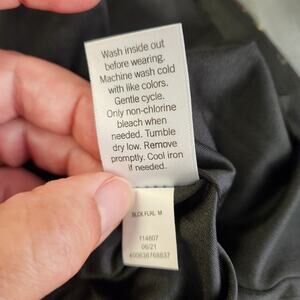 Wash inside out
before wearing.
Machine wash cold
with like colors.
Gentle cycle.
Only non-chlorine
bleach when
needed. Tumble
dry low. Remove
promptly. Cool iron
if needed.
BLCK FLRL M
114807
06/21
400636768837